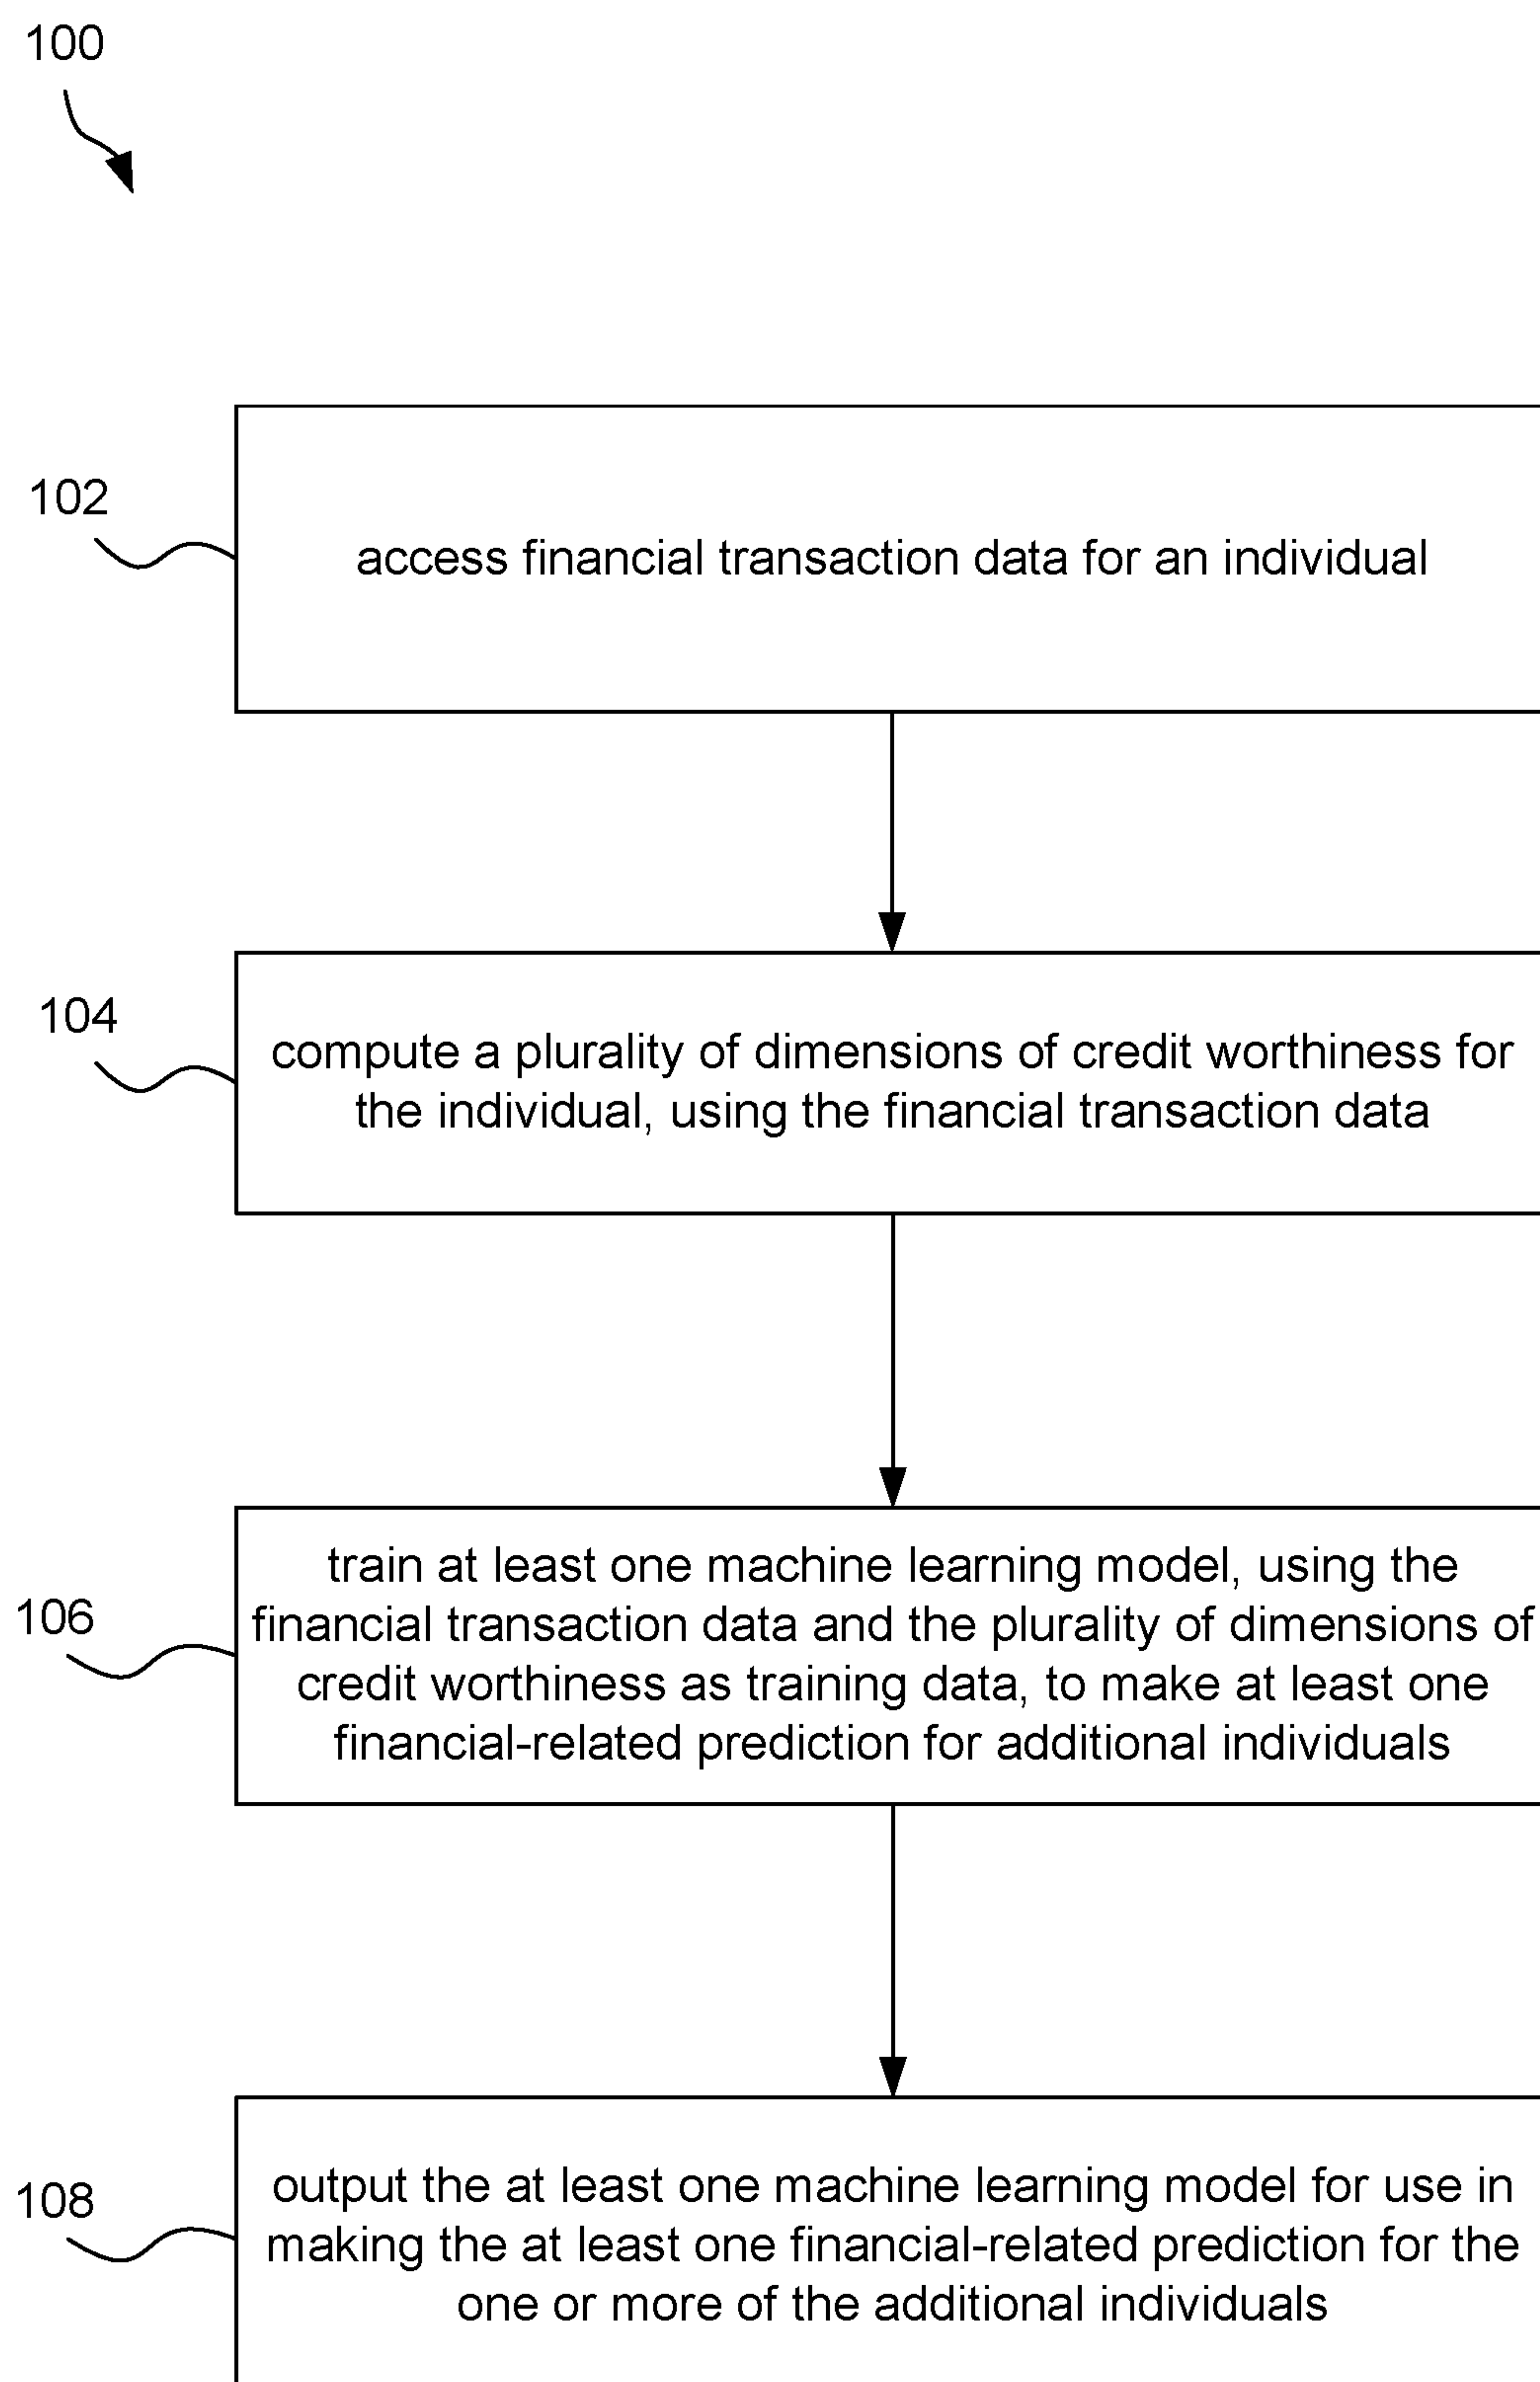 100
102
access financial transaction data for an individual
104
compute a plurality of dimensions of credit worthiness for
the individual, using the financial transaction data
106
train at least one machine learning model, using the
financial transaction data and the plurality of dimensions of
credit worthiness as training data, to make at least one
financial-related prediction for additional individuals
108
output the at least one machine learning model for use in
making the at least one financial-related prediction for the
one or more of the additional individuals